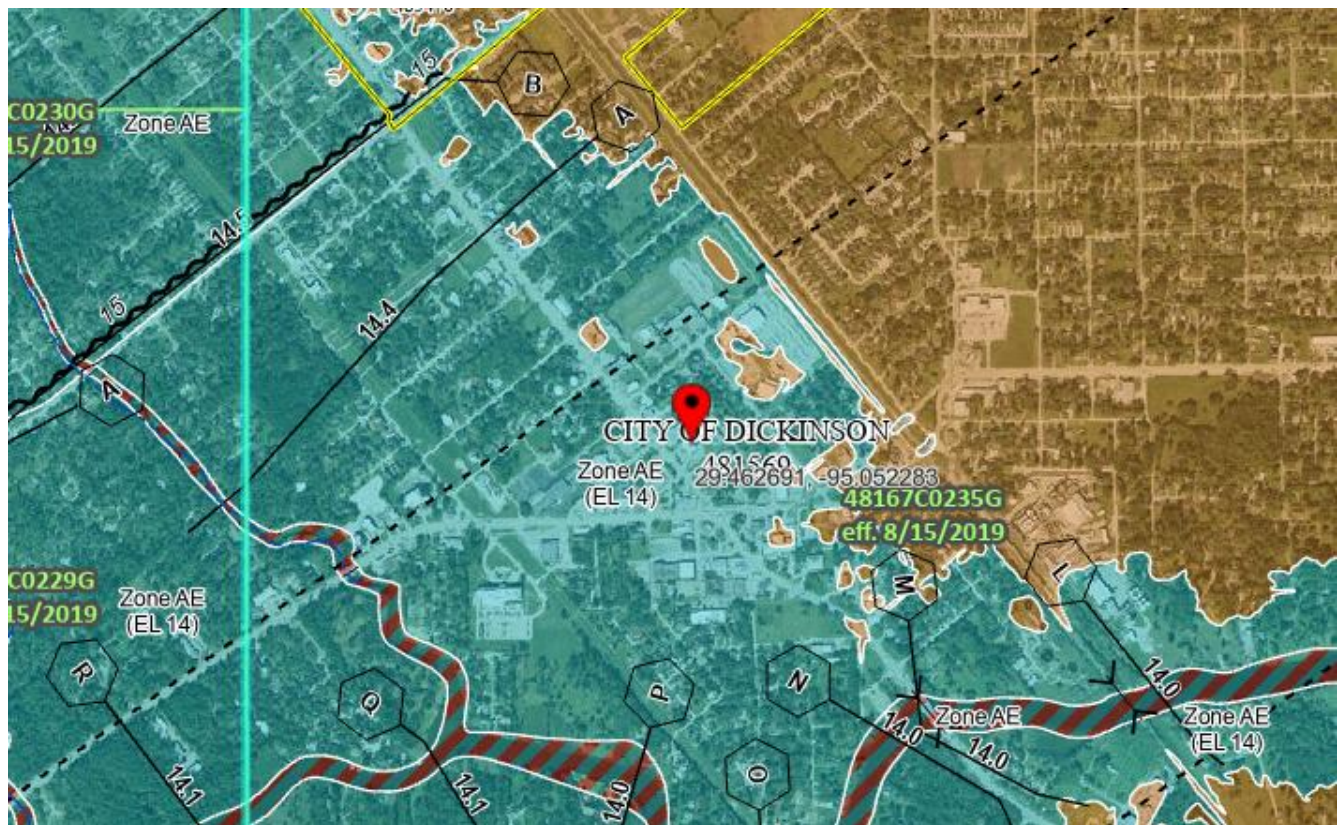 15
B
A
C0230G
15/2019
Zone AE
14.5
15
14.4
A
CITY OF DICKINSON
481569
29.462691, -95.052283
Zone AE
(EL 14)
48167C0235G
eff. 8/15/2019
C0229G
15/2019
Zone AE
(EL 14)
M
L
R
Q
P
N
O
14.0
Zone AE
14.0
14.0
Zone AE
(EL 14)
14.1
14.1
14.0